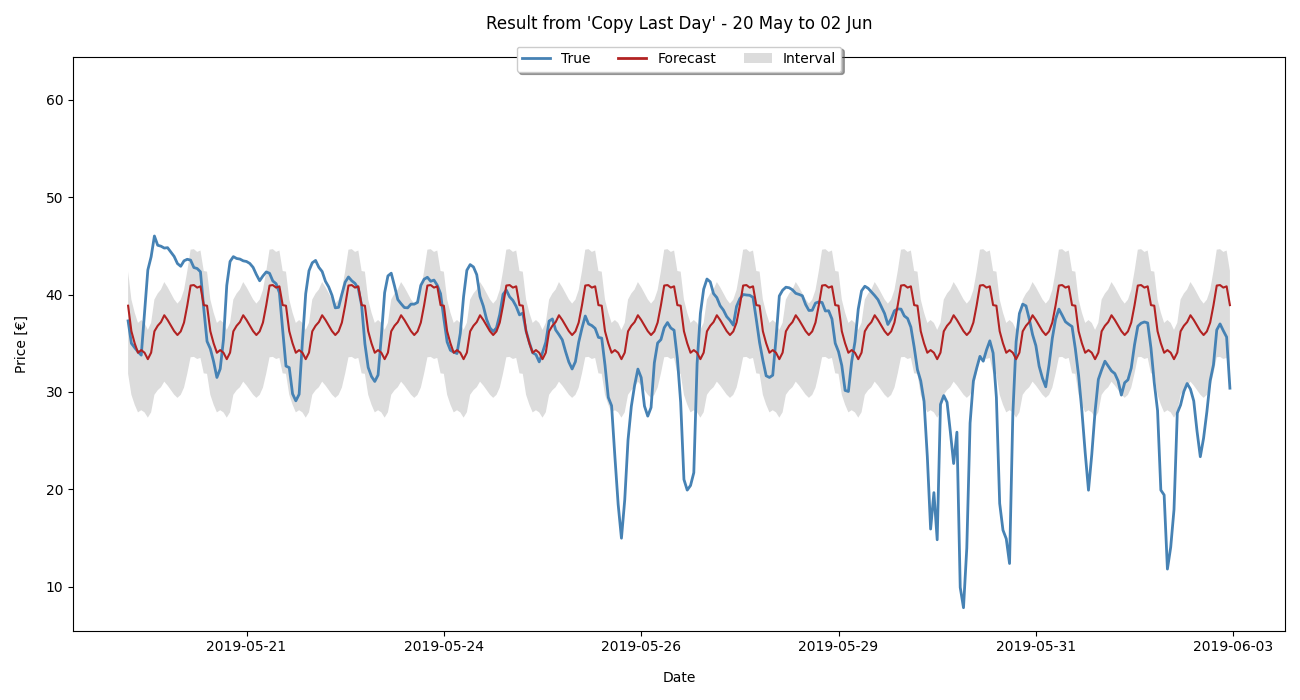 Result from 'Copy Last Day' - 20 May to 02 Jun
True Forecast Interval
60
50
40
30
20
10
Price [€]
2019-05-21 2019-05-24 2019-05-26 2019-05-29 2019-05-31 2019-06-03
Date